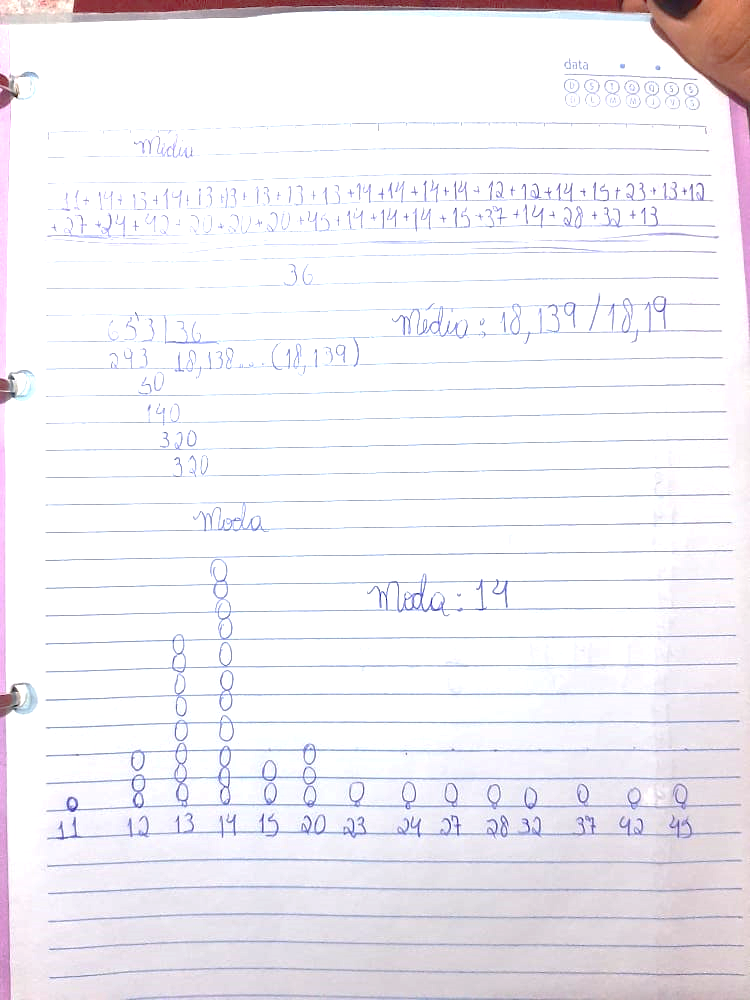 data
D S T Q Q S S
D L M M J V S
Média
11+14+13+14+13+13+13+13+13+14+14+14+14+12+12+14+15+23+13+12
+27+24+42+20+20+20+45+14+14+14+15+37+14+28+32+13
36
653 | 36
293 18,138... (18,139)
50
140
320
320
Média: 18,139 / 18,14
Moda
Moda: 14
11 12 13 14 15 20 23 24 27 28 32 37 42 45